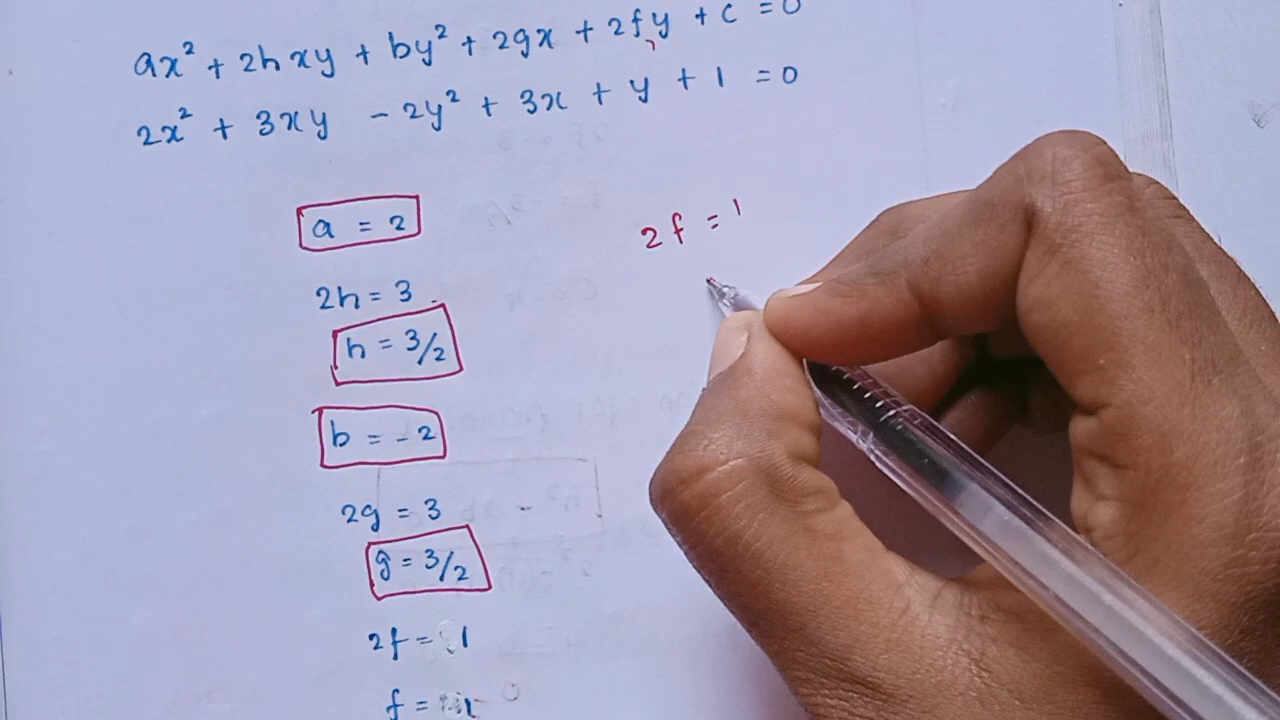 ax² + 2hxy + by² + 2gx + 2fy + c = 0
2x² + 3xy - 2y² + 3x + y + 1 = 0
a = 2
2f = 1
2h = 3
h = 3/2
b = -2
2g = 3
g = 3/2
2f = 1
f =